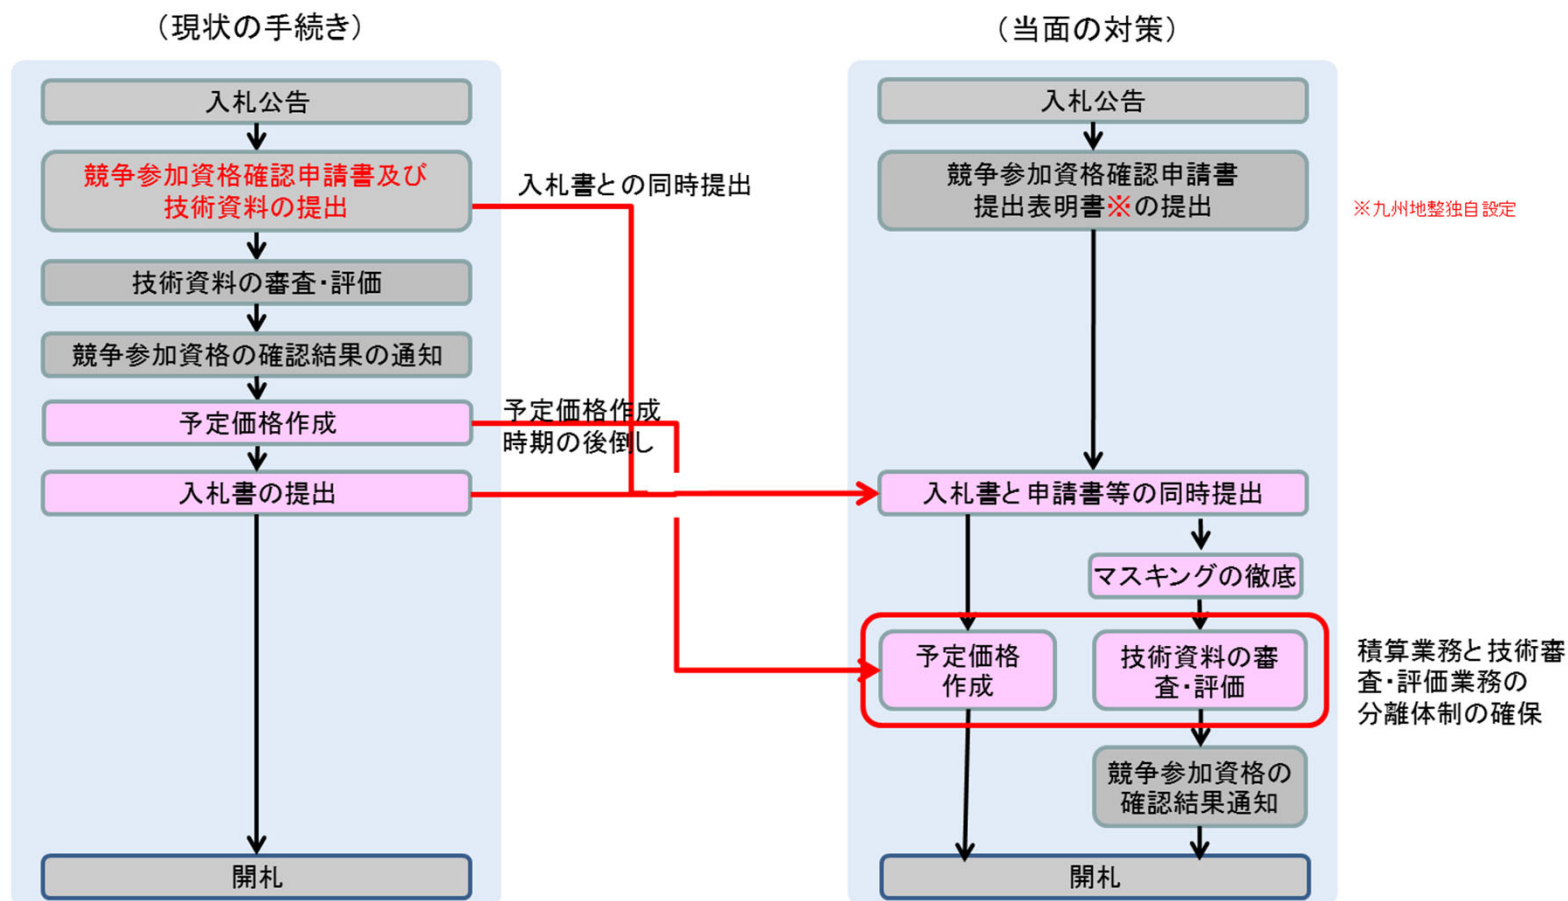 (現状の手続き)
入札公告
競争参加資格確認申請書及び
技術資料の提出
技術資料の審査・評価
競争参加資格の確認結果の通知
予定価格作成
入札書の提出
開札
入札書との同時提出
予定価格作成
時期の後倒し
(当面の対策)
入札公告
競争参加資格確認申請書
提出表明書※の提出
※九州地整独自設定
入札書と申請書等の同時提出
マスキングの徹底
予定価格
作成
技術資料の審
査・評価
積算業務と技術審
査・評価業務の
分離体制の確保
競争参加資格の
確認結果通知
開札